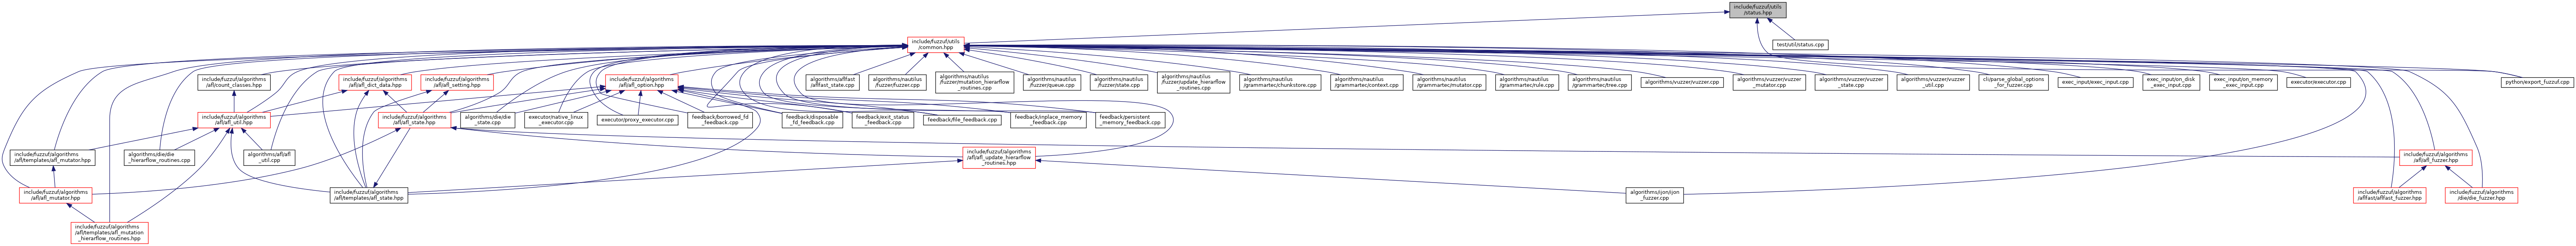 include/fuzzuf/utils
/status.hpp
include/fuzzuf/utils
/common.hpp
test/util/status.cpp
include/fuzzuf/algorithms
/afl/count_classes.hpp
include/fuzzuf/algorithms
/afl/afl_dict_data.hpp
include/fuzzuf/algorithms
/afl/afl_setting.hpp
include/fuzzuf/algorithms
/afl/afl_option.hpp
algorithms/aflfast
/aflfast_state.cpp
algorithms/nautilus
/fuzzer/fuzzer.cpp
algorithms/nautilus
/fuzzer/mutation_hierarflow
_routines.cpp
algorithms/nautilus
/fuzzer/queue.cpp
algorithms/nautilus
/fuzzer/state.cpp
algorithms/nautilus
/fuzzer/update_hierarflow
_routines.cpp
algorithms/nautilus
/grammartec/chunkstore.cpp
algorithms/nautilus
/grammartec/context.cpp
algorithms/nautilus
/grammartec/mutator.cpp
algorithms/nautilus
/grammartec/rule.cpp
algorithms/nautilus
/grammartec/tree.cpp
algorithms/vuzzer/vuzzer.cpp
algorithms/vuzzer/vuzzer
_mutator.cpp
algorithms/vuzzer/vuzzer
_state.cpp
algorithms/vuzzer/vuzzer
_util.cpp
cli/parse_global_options
_for_fuzzer.cpp
exec_input/exec_input.cpp
exec_input/on_disk
_exec_input.cpp
exec_input/on_memory
_exec_input.cpp
executor/executor.cpp
python/export_fuzzuf.cpp
include/fuzzuf/algorithms
/afl/afl_util.hpp
include/fuzzuf/algorithms
/afl/afl_state.hpp
algorithms/die/die
_state.cpp
executor/native_linux
_executor.cpp
executor/proxy_executor.cpp
feedback/borrowed_fd
_feedback.cpp
feedback/disposable
_fd_feedback.cpp
feedback/exit_status
_feedback.cpp
feedback/file_feedback.cpp
feedback/inplace_memory
_feedback.cpp
feedback/persistent
_memory_feedback.cpp
include/fuzzuf/algorithms
/afl/templates/afl_mutator.hpp
algorithms/die/die
_hierarflow_routines.cpp
algorithms/afl/afl
_util.cpp
include/fuzzuf/algorithms
/afl/afl_update_hierarflow
_routines.hpp
include/fuzzuf/algorithms
/afl/afl_fuzzer.hpp
include/fuzzuf/algorithms
/afl/afl_mutator.hpp
include/fuzzuf/algorithms
/afl/templates/afl_state.hpp
algorithms/ijon/ijon
_fuzzer.cpp
include/fuzzuf/algorithms
/aflfast/aflfast_fuzzer.hpp
include/fuzzuf/algorithms
/die/die_fuzzer.hpp
include/fuzzuf/algorithms
/afl/templates/afl_mutation
_hierarflow_routines.hpp